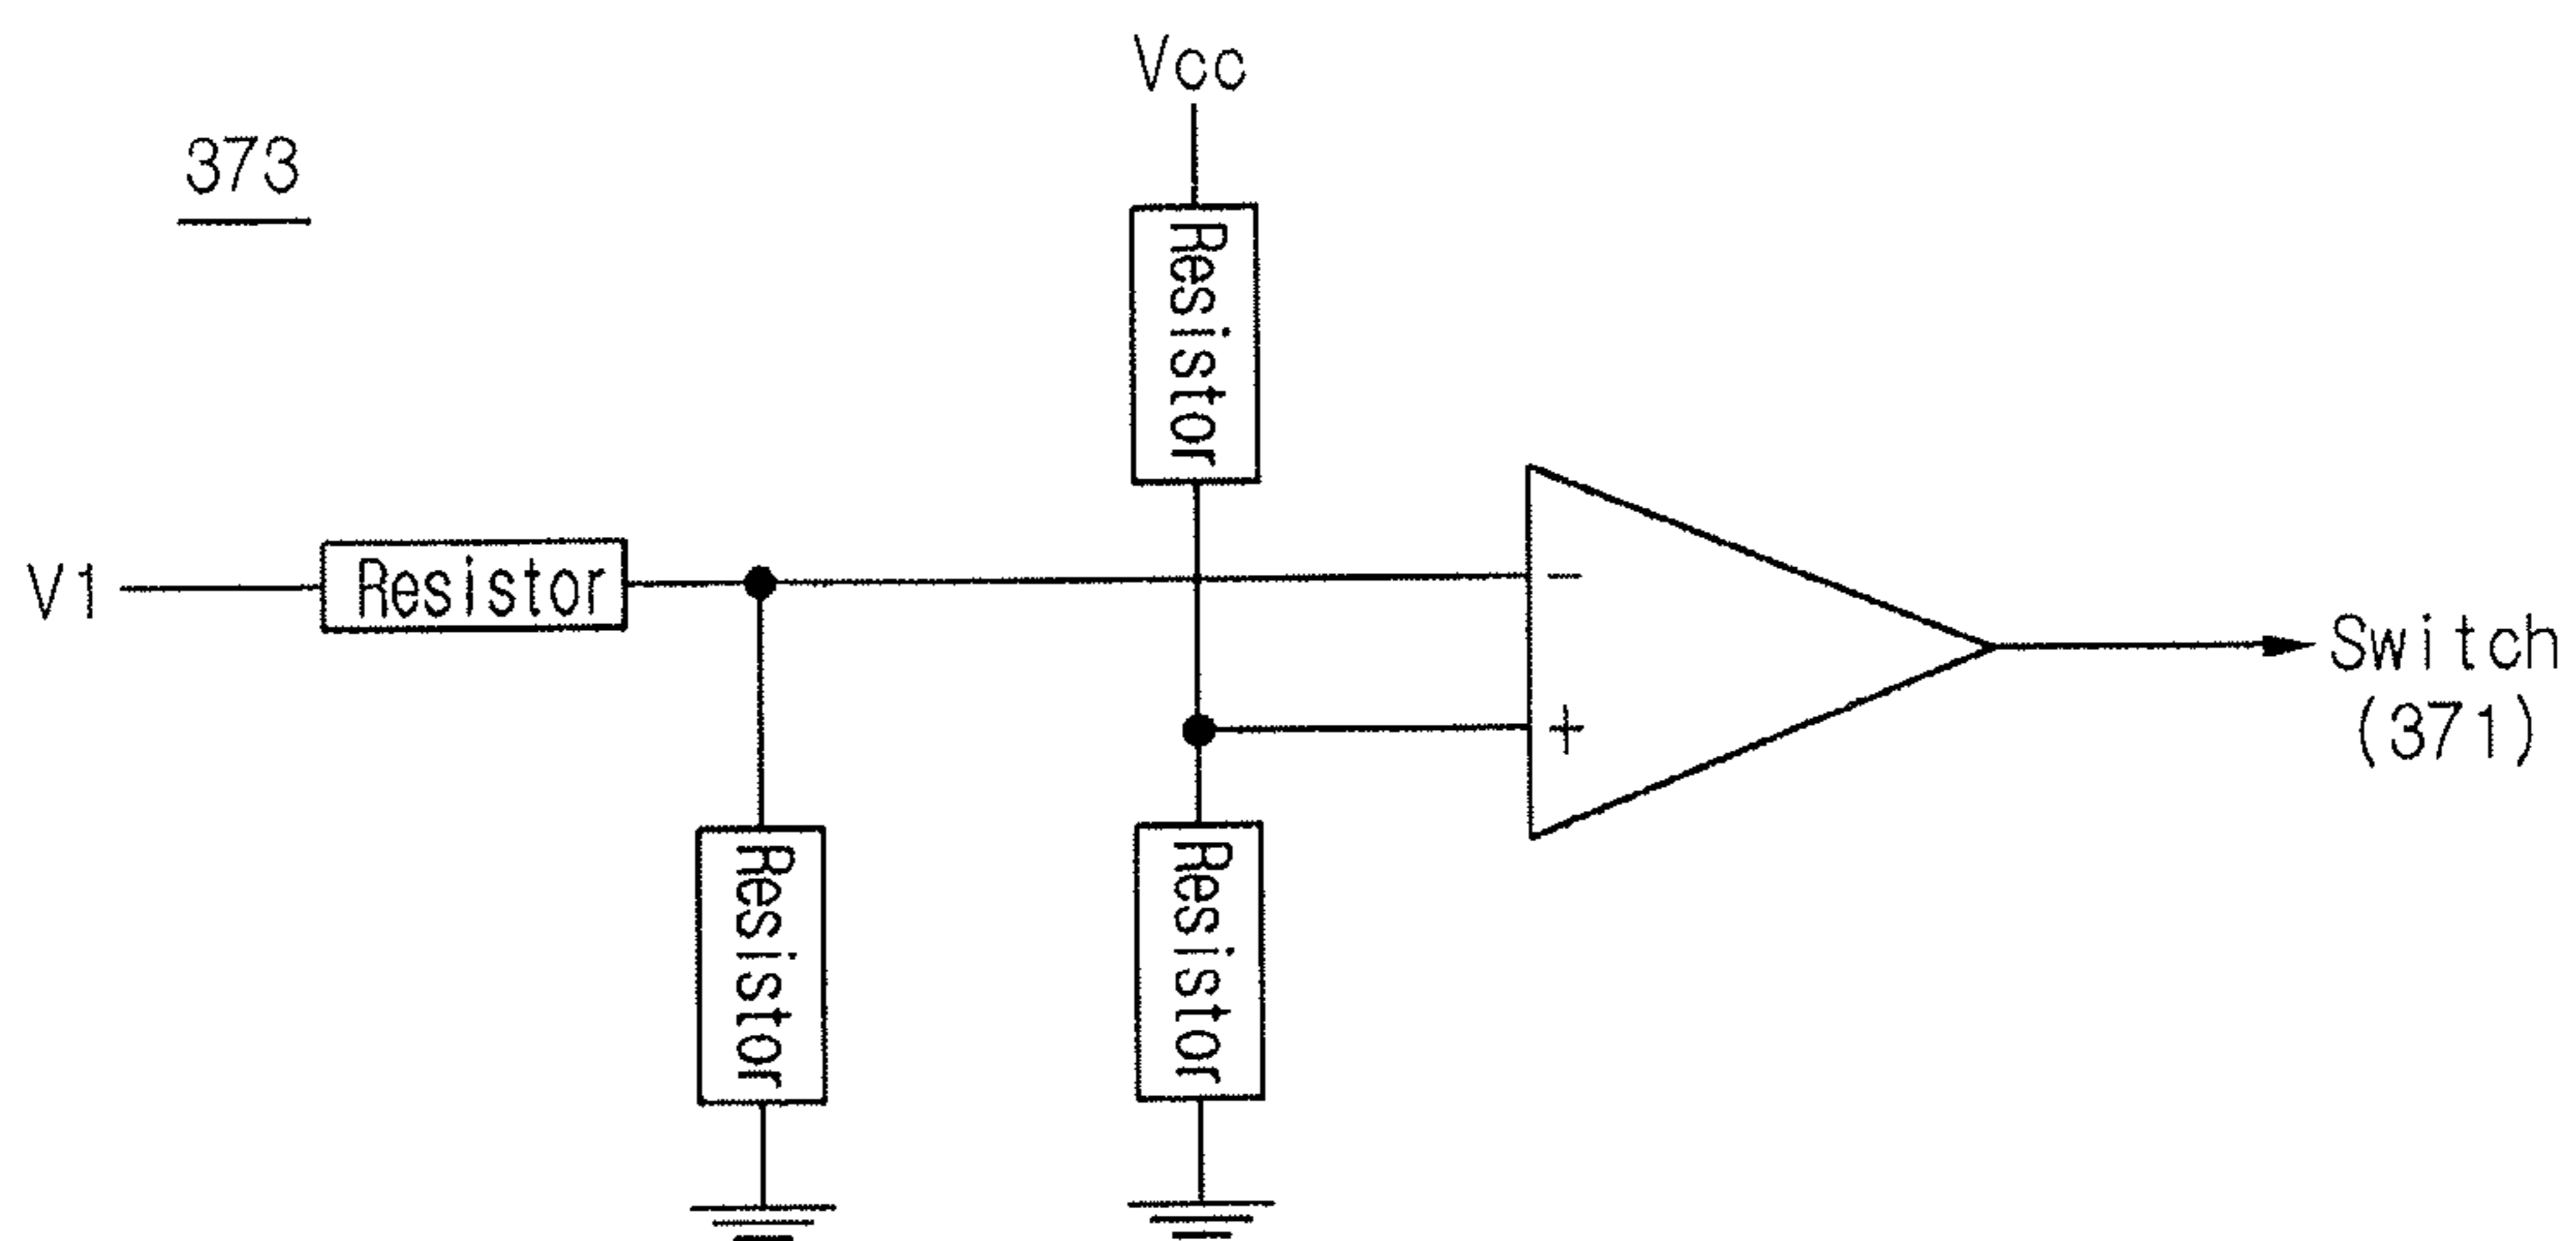 Vcc
373
Resistor
V1
Resistor
-
+
Switch
(371)
Resistor
Resistor